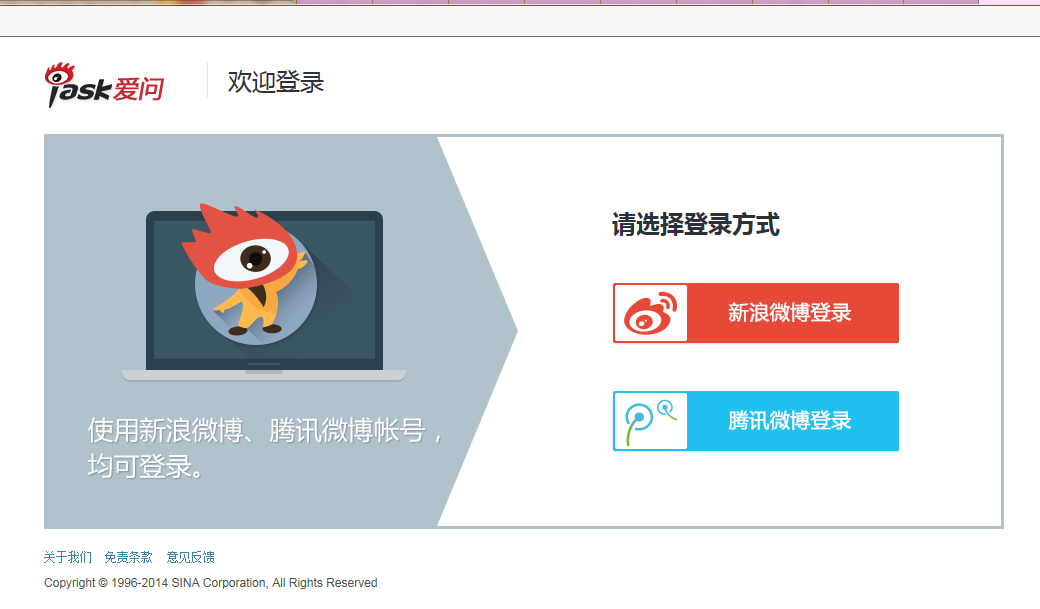 iask爱问
欢迎登录
请选择登录方式
新浪微博登录
腾讯微博登录
使用新浪微博、腾讯微博帐号，
均可登录。
关于我们 免责条款 意见反馈
Copyright © 1996-2014 SINA Corporation, All Rights Reserved